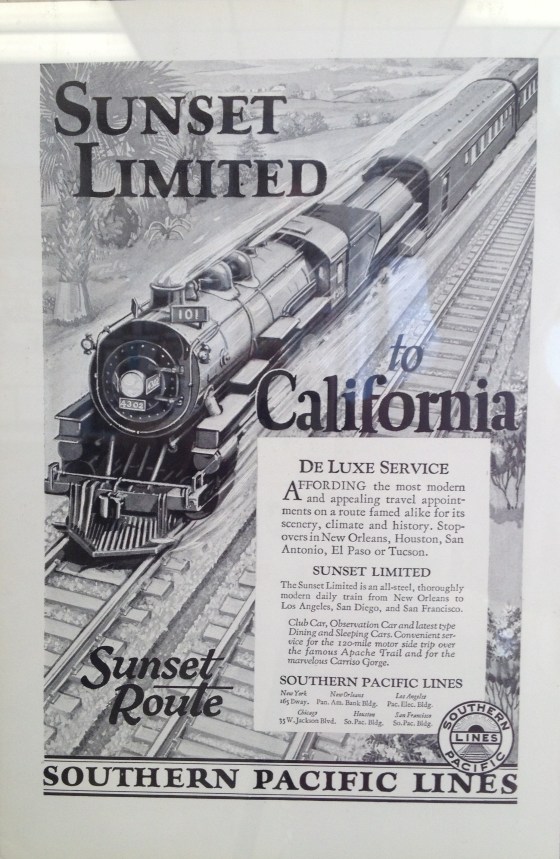 SUNSET
LIMITED
101
4302
to
California
DE LUXE SERVICE
AFFORDING the most modern
and appealing travel appoint-
ments on a route famed alike for its
scenery, climate and history. Stop-
overs in New Orleans, Houston, San
Antonio, El Paso or Tucson.
SUNSET LIMITED
The Sunset Limited is an all-steel, thoroughly
modern daily train from New Orleans to
Los Angeles, San Diego, and San Francisco.
Club Car, Observation Car and latest type
Dining and Sleeping Cars. Convenient ser-
vice for the 120-mile motor side trip over
the famous Apache Trail and for the
marvelous Carriso Gorge.
SOUTHERN PACIFIC LINES
New York New Orleans Los Angeles
165 Bway. Pan. Am. Bank Bldg. Pac. Elec. Bldg.
Chicago Houston San Francisco
35 W. Jackson Blvd. So. Pac. Bldg. So. Pac. Bldg.
Sunset
Route
SOUTHERN
LINES
PACIFIC
SOUTHERN PACIFIC LINES